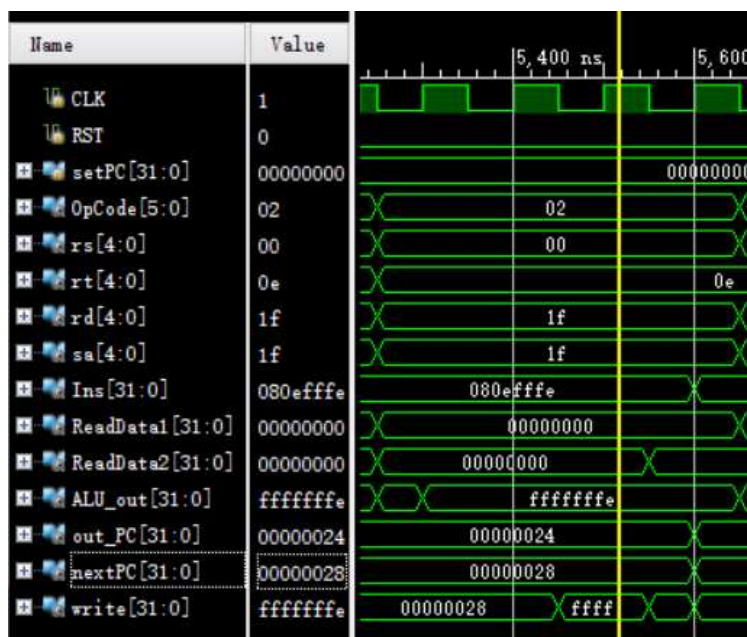 Name Value
5,400 ns 5,600
CLK 1
RST 0
setPC[31:0] 00000000 00000000
OpCode[5:0] 02 02
rs[4:0] 00 00
rt[4:0] 0e 0e
rd[4:0] 1f 1f
sa[4:0] 1f 1f
Ins[31:0] 080efffe 080efffe
ReadData1[31:0] 00000000 00000000
ReadData2[31:0] 00000000 00000000
ALU_out[31:0] fffffffe fffffffe
out_PC[31:0] 00000024 00000024
nextPC[31:0] 00000028 00000028
write[31:0] fffffffe 00000028 ffff